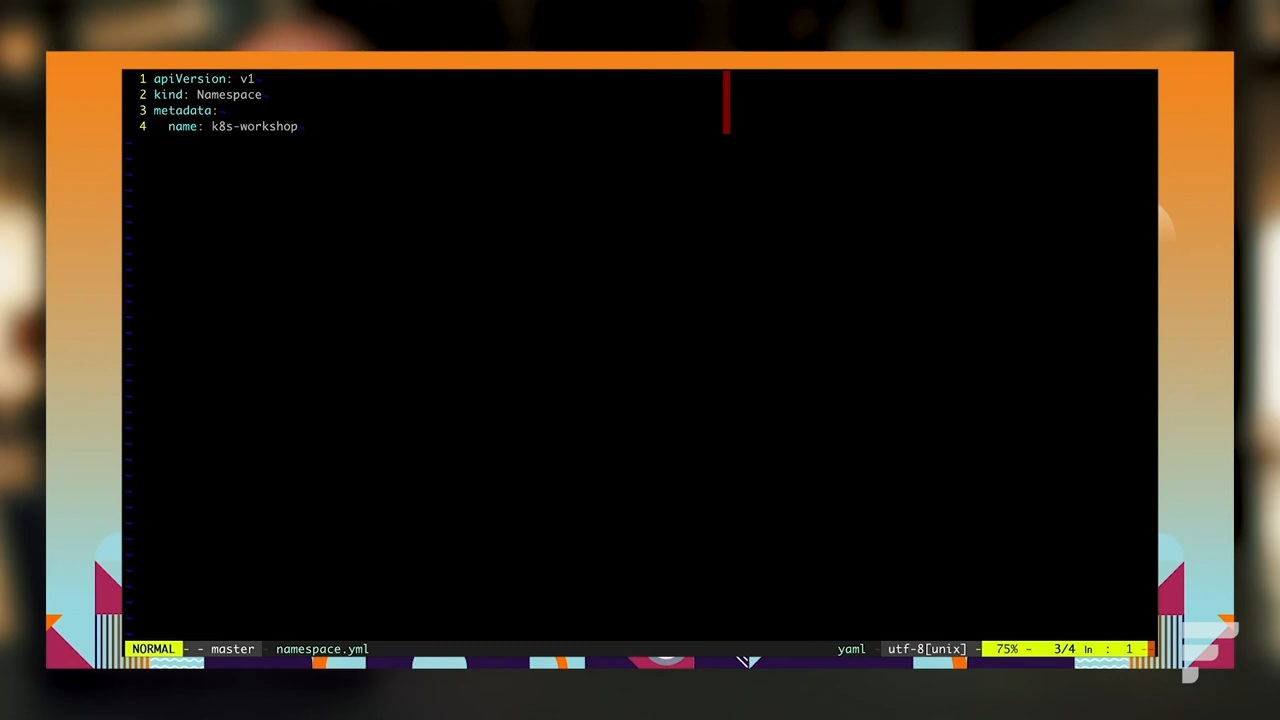 1 apiVersion: v1
2 kind: Namespace
3 metadata:
4   name: k8s-workshop
NORMAL - - master namespace.yml yaml utf-8[unix] - 75% - 3/4 ln : 1